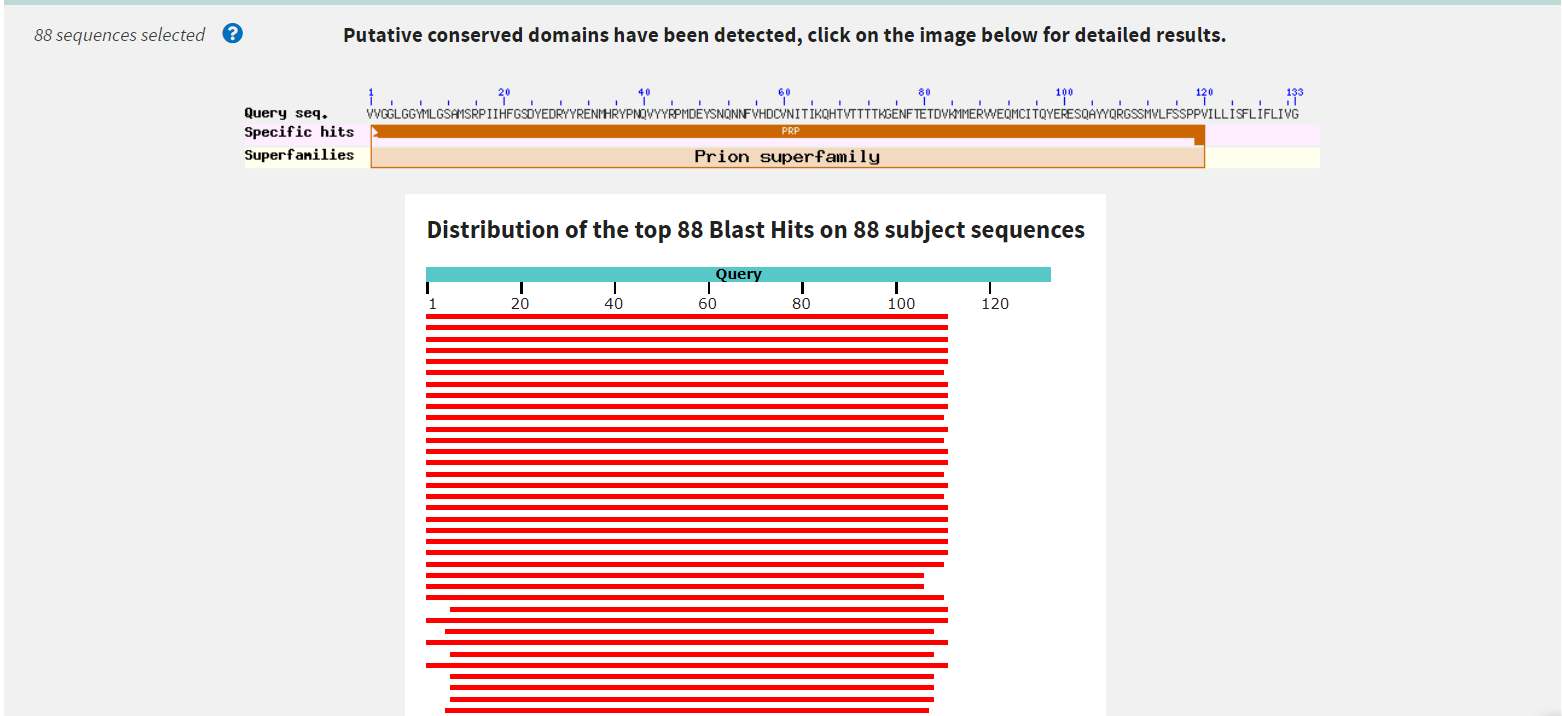 88 sequences selected ?
Putative conserved domains have been detected, click on the image below for detailed results.
1 20 40 60 80 100 120 133
Query seq. VVGGLGGYMLGSAMSRPIIHFGSDYEDRYYRENMHRYPNQVYYRPMDEYSNQNNFVHDCVNITIKQHTVTTTTKGENFTETDVKMMERVVEQMCITQYERESQAYYQRGSSMVLFSSPPVILLISFLIFLIVG
Specific hits PRP
Superfamilies Prion superfamily
Distribution of the top 88 Blast Hits on 88 subject sequences
Query
1 20 40 60 80 100 120